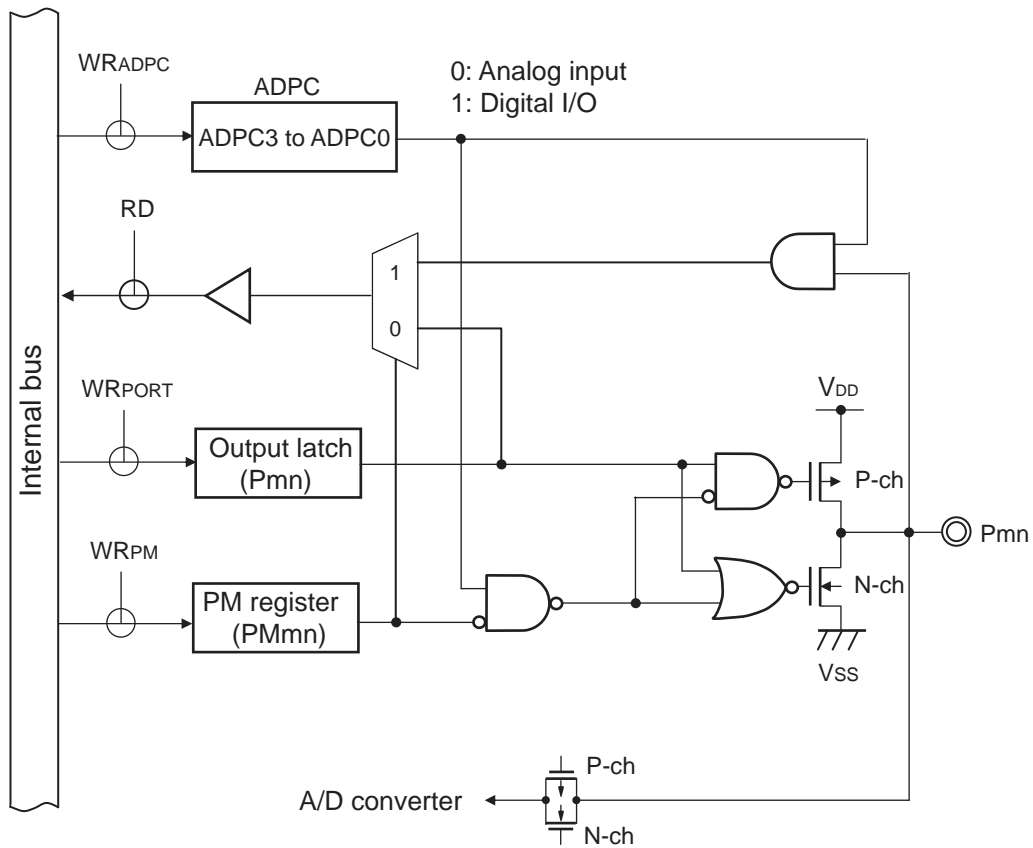 WRADPC
ADPC
0: Analog input
1: Digital I/O
ADPC3 to ADPC0
RD
1
0
Internal bus
WRPORT
VDD
Output latch
(Pmn)
P-ch
Pmn
WRPM
N-ch
PM register
(PMmn)
VSS
P-ch
A/D converter
N-ch